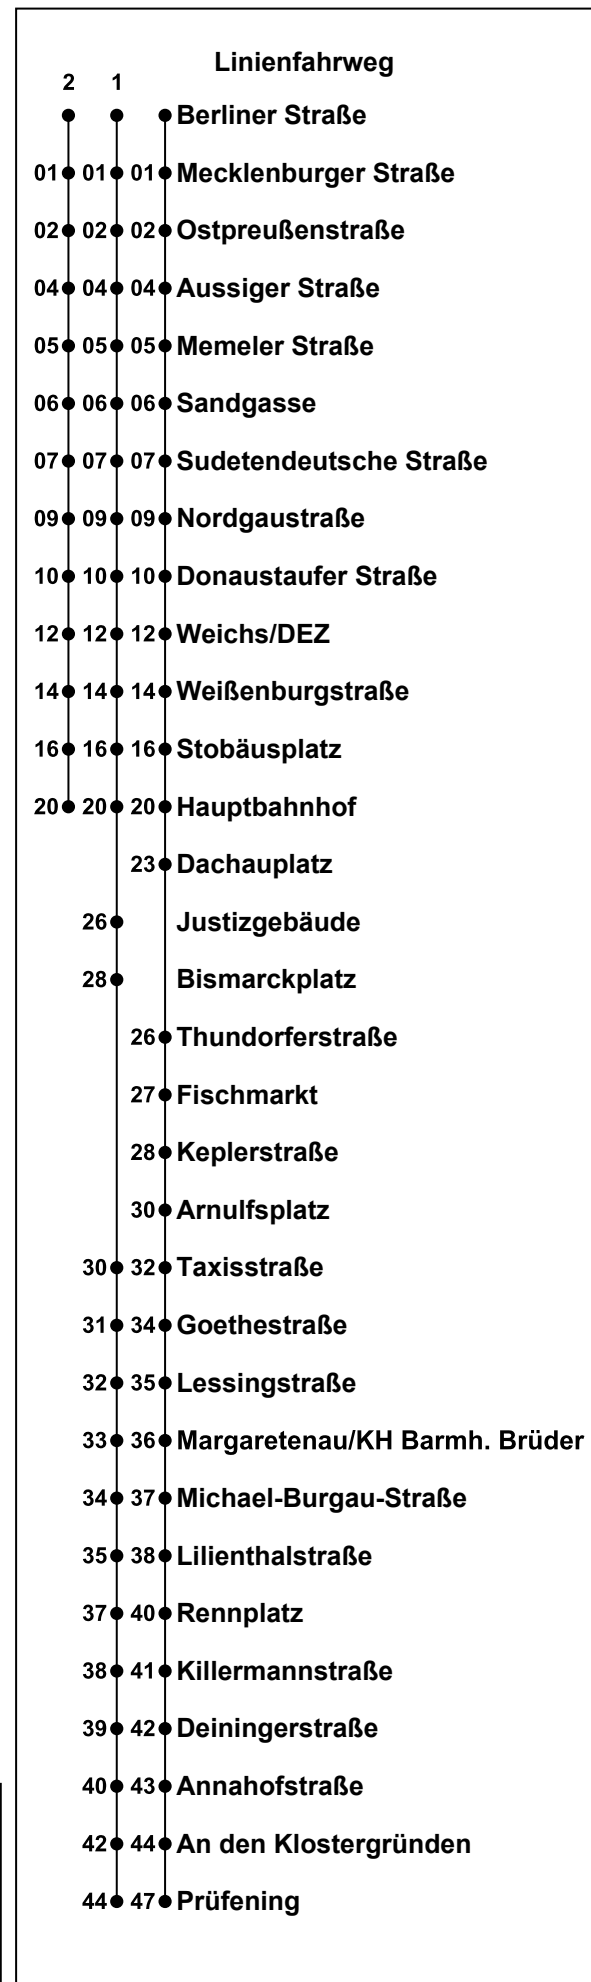 Linienfahrweg
2 1
Berliner Straße
01 01 01 Mecklenburger Straße
02 02 02 Ostpreußenstraße
04 04 04 Aussiger Straße
05 05 05 Memeler Straße
06 06 06 Sandgasse
07 07 07 Sudetendeutsche Straße
09 09 09 Nordgaustraße
10 10 10 Donaustaufer Straße
12 12 12 Weichs/DEZ
14 14 14 Weißenburgstraße
16 16 16 Stobäusplatz
20 20 20 Hauptbahnhof
23 Dachauplatz
26 Justizgebäude
28 Bismarckplatz
26 Thundorferstraße
27 Fischmarkt
28 Keplerstraße
30 Arnulfsplatz
30 32 Taxisstraße
31 34 Goethestraße
32 35 Lessingstraße
33 36 Margaretenau/KH Barmh. Brüder
34 37 Michael-Burgau-Straße
35 38 Lilienthalstraße
37 40 Rennplatz
38 41 Killermannstraße
39 42 Deiningerstraße
40 43 Annahofstraße
42 44 An den Klostergründen
44 47 Prüfening